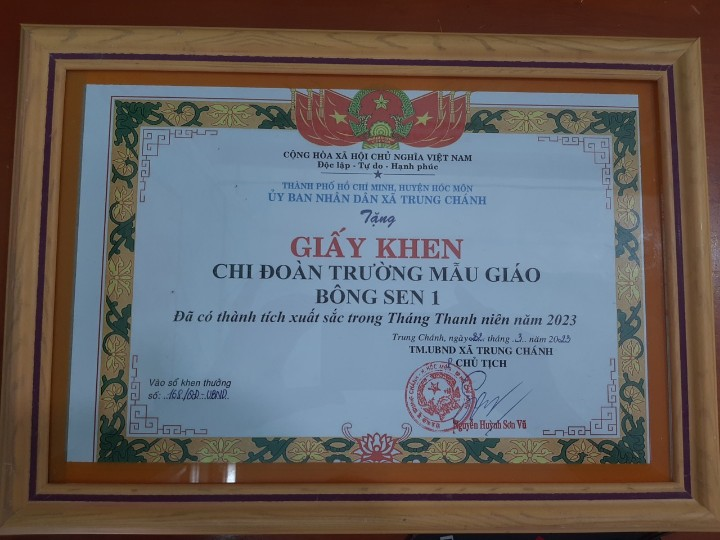 CỘNG HÒA XÃ HỘI CHỦ NGHĨA VIỆT NAM
Độc lập - Tự do - Hạnh phúc
THÀNH PHỐ HỒ CHÍ MINH, HUYỆN HÓC MÔN
ỦY BAN NHÂN DÂN XÃ TRUNG CHÁNH
Tặng
GIẤY KHEN
CHI ĐOÀN TRƯỜNG MẪU GIÁO
BÔNG SEN 1
Đã có thành tích xuất sắc trong Tháng Thanh niên năm 2023
Trung Chánh, ngày tháng 3 năm 2023
TM.UBND XÃ TRUNG CHÁNH
CHỦ TỊCH
Vào sổ khen thưởng
số: 168/QĐ-UBND
Nguyễn Huỳnh Sơn Vũ